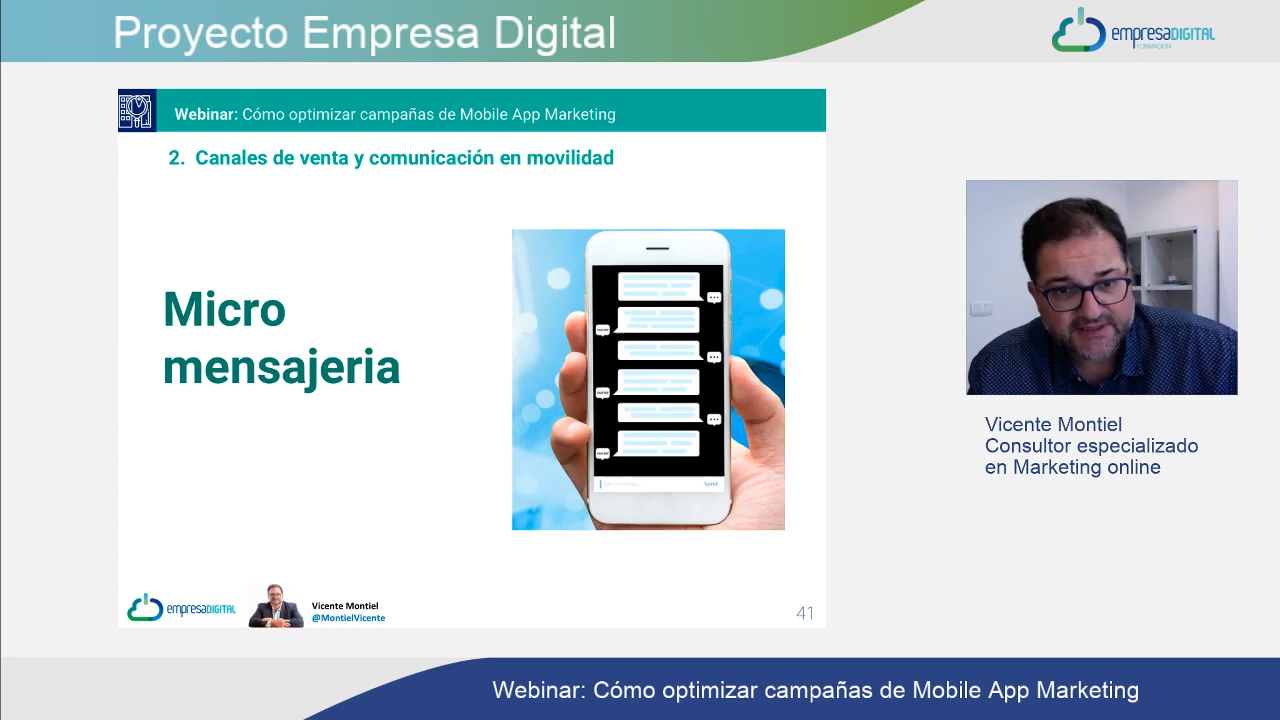 Proyecto Empresa Digital
empresaDIGITAL
FORMACIÓN
Webinar: Cómo optimizar campañas de Mobile App Marketing
2. Canales de venta y comunicación en movilidad
Micro
mensajeria
Send
Vicente Montiel
Consultor especializado
en Marketing online
empresaDIGITAL
Vicente Montiel
@MontielVicente
41
Webinar: Cómo optimizar campañas de Mobile App Marketing